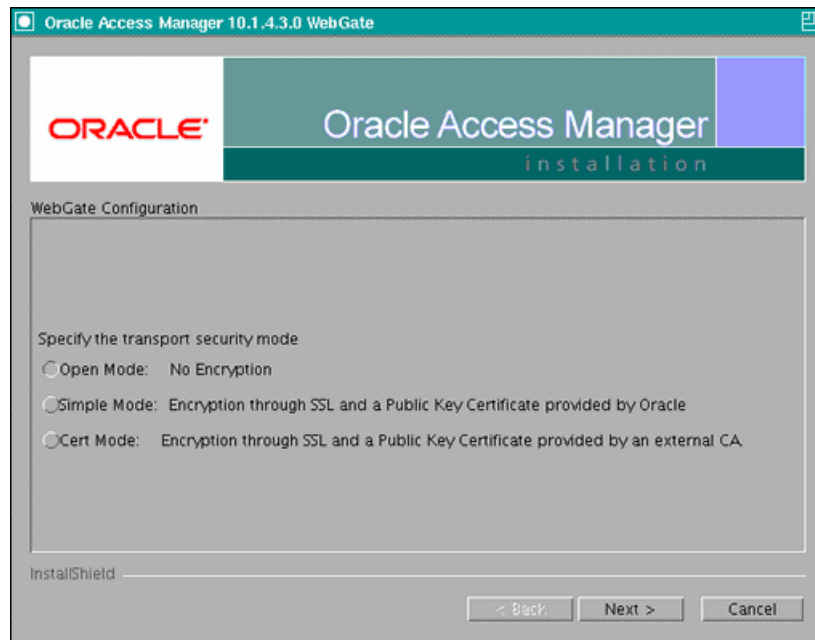 Oracle Access Manager 10.1.4.3.0 WebGate
ORACLE®
Oracle Access Manager
installation
WebGate Configuration
Specify the transport security mode
Open Mode: No Encryption
Simple Mode: Encryption through SSL and a Public Key Certificate provided by Oracle
Cert Mode: Encryption through SSL and a Public Key Certificate provided by an external CA.
InstallShield
< Back Next > Cancel